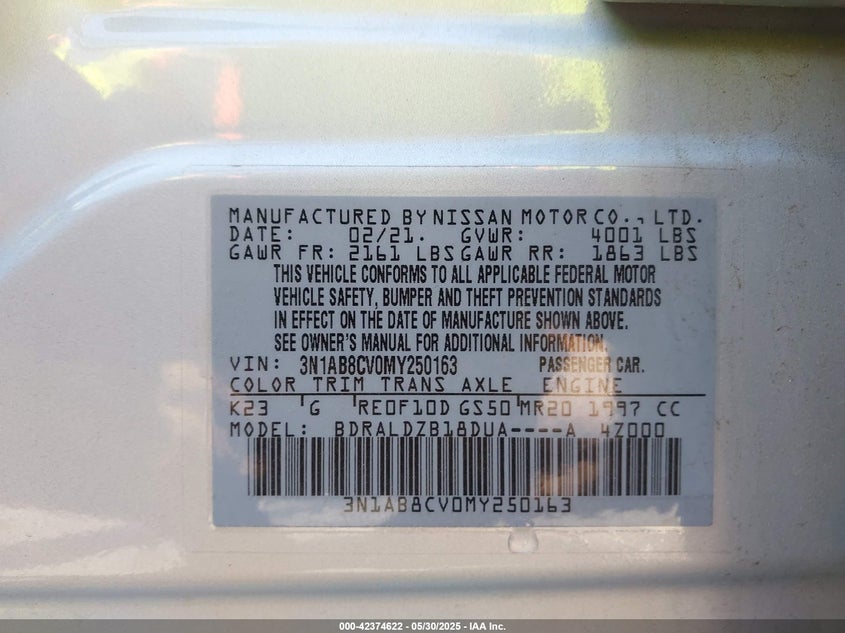 MANUFACTURED BY NISSAN MOTOR CO., LTD.
DATE: 02/21. GVWR: 4001 LBS
GAWR FR: 2161 LBS GAWR RR: 1863 LBS
THIS VEHICLE CONFORMS TO ALL APPLICABLE FEDERAL MOTOR
VEHICLE SAFETY, BUMPER AND THEFT PREVENTION STANDARDS
IN EFFECT ON THE DATE OF MANUFACTURE SHOWN ABOVE.
SEE OWNER'S MANUAL FOR ADDITIONAL INFORMATION.
VIN: 3N1AB8CV0MY250163 PASSENGER CAR.
COLOR TRIM TRANS AXLE ENGINE
K23 G RE0F10D GS50 MR20 1997 CC
MODEL: BDRALDZB18DUA----A 4Z000
3N1AB8CV0MY250163
000-42374622 - 05/30/2025 - IAA Inc.